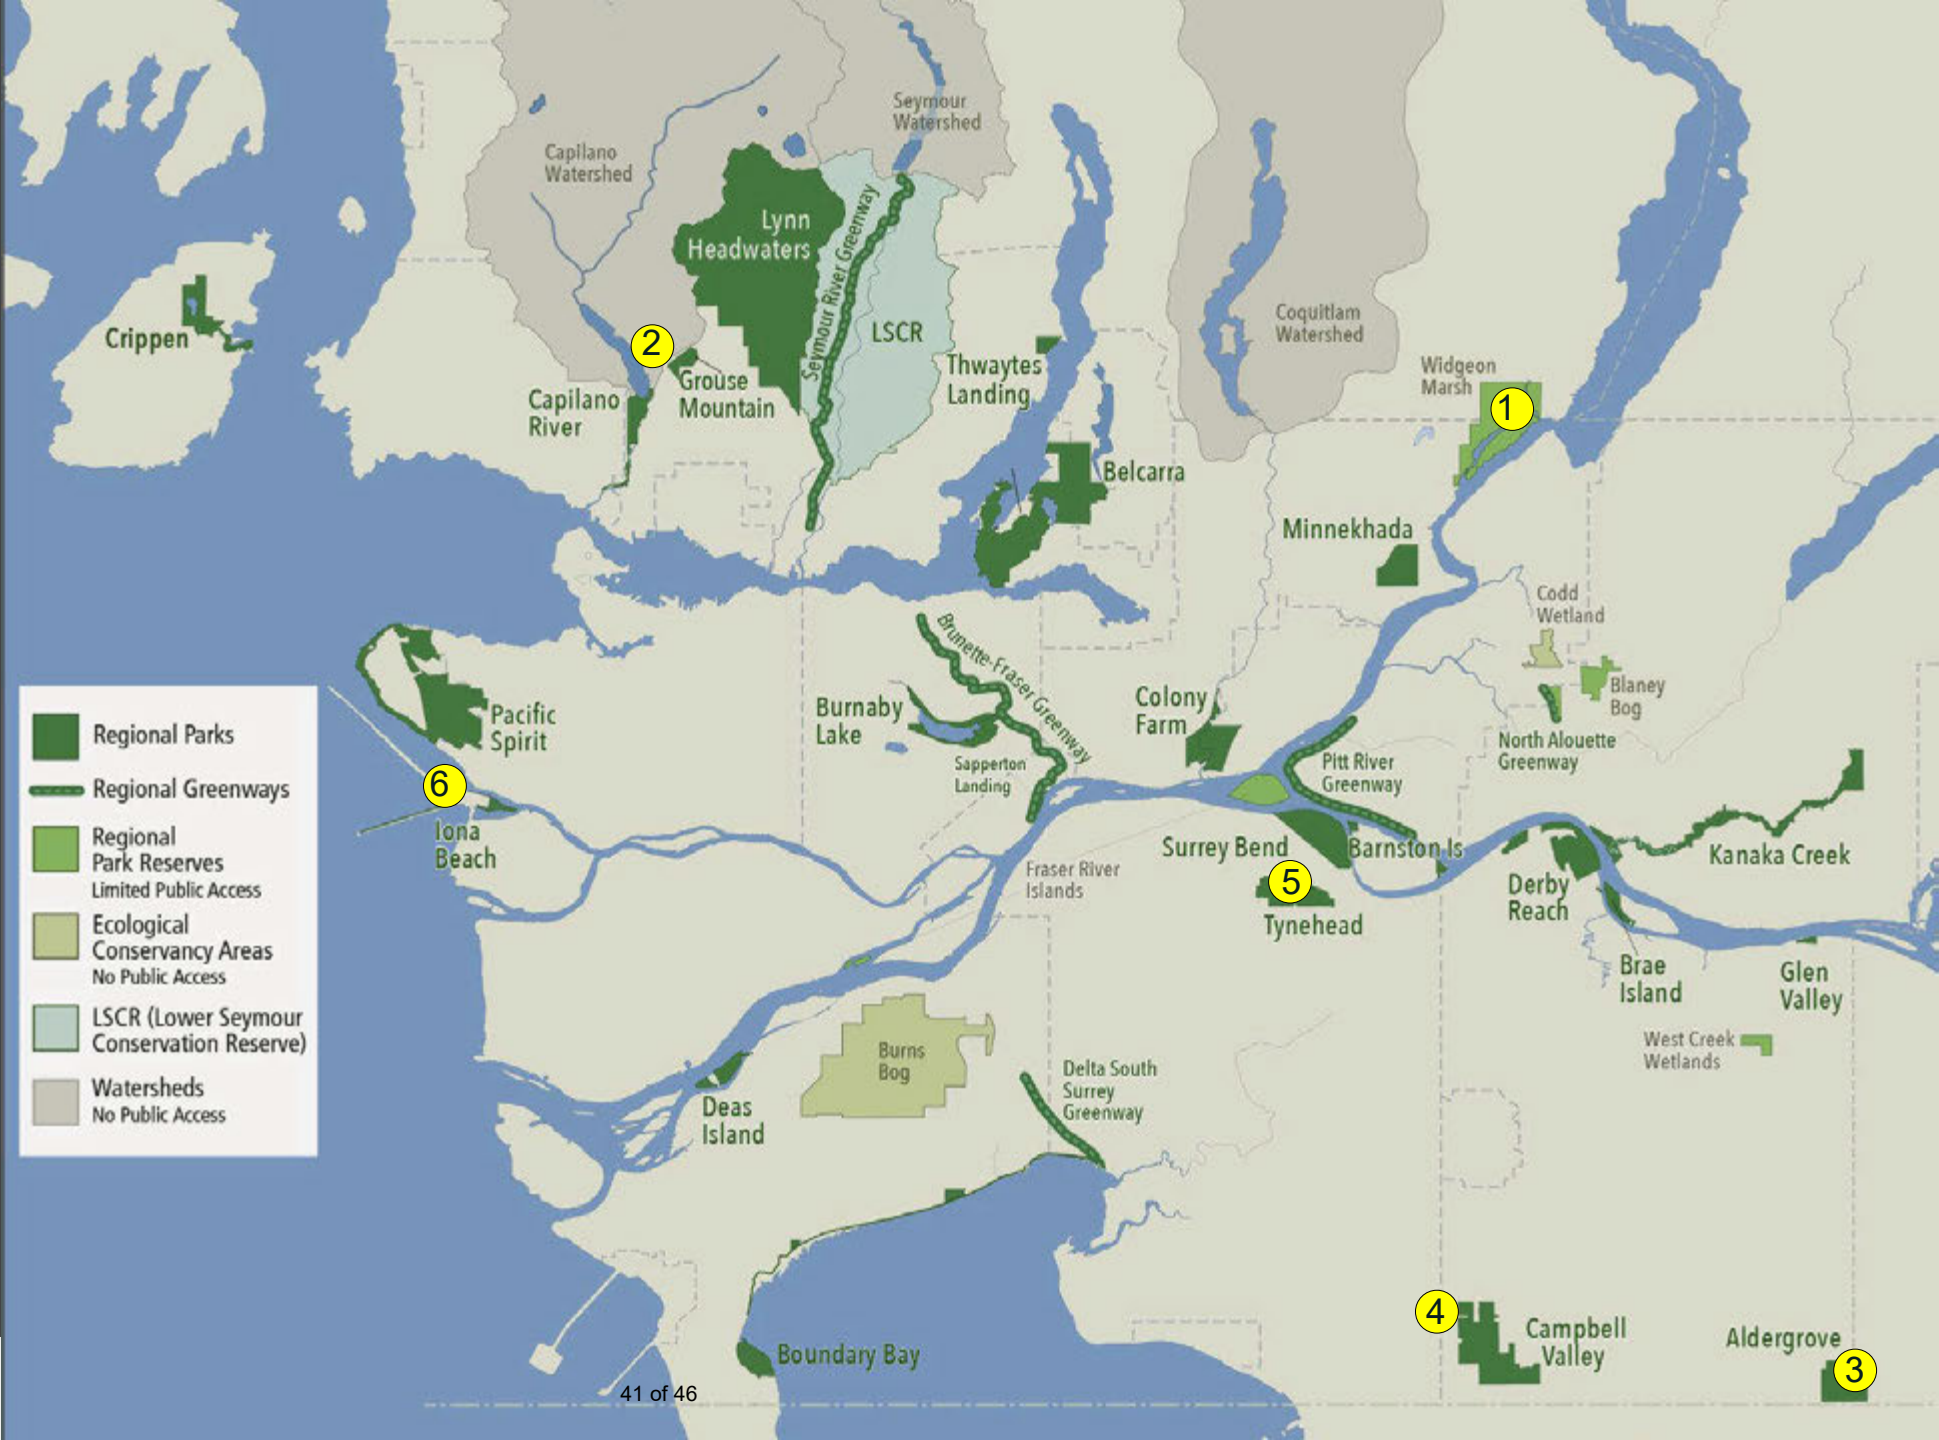 Seymour
Watershed
Capilano
Watershed
Lynn
Headwaters
Seymour River Greenway
LSCR
Crippen
2
Grouse
Mountain
Capilano
River
Thwaytes
Landing
Coquitlam
Watershed
Widgeon
Marsh
1
Belcarra
Minnekhada
Codd
Wetland
Blaney
Bog
North Alouette
Greenway
Brunette-Fraser Greenway
Burnaby
Lake
Sapperton
Landing
Colony
Farm
Pitt River
Greenway
Pacific
Spirit
6
Iona
Beach
Surrey Bend
Barnston Is
5
Tynehead
Fraser River
Islands
Derby
Reach
Kanaka Creek
Brae
Island
Glen
Valley
West Creek
Wetlands
Burns
Bog
Deas
Island
Delta South
Surrey
Greenway
Boundary Bay
4
Campbell
Valley
Aldergrove
3
Regional Parks
Regional Greenways
Regional
Park Reserves
Limited Public Access
Ecological
Conservancy Areas
No Public Access
LSCR (Lower Seymour
Conservation Reserve)
Watersheds
No Public Access
41 of 46